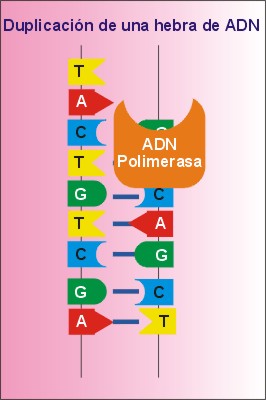 Duplicación de una hebra de ADN
T
A
C G
ADN
T Polimerasa
G C
T A
C G
G C
A T